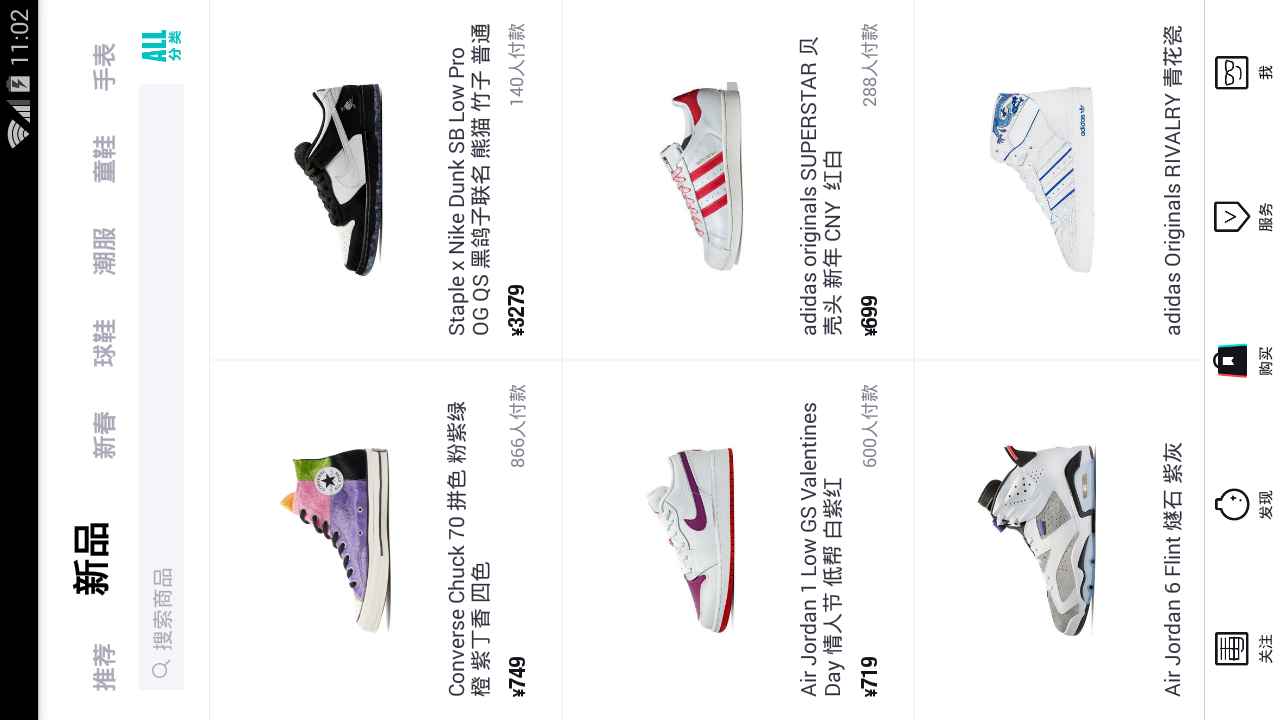 11:02
推荐
新品
新春
球鞋
潮服
童鞋
手表
搜索商品
ALL
分类
Converse Chuck 70 拼色 粉紫绿
橙 紫丁香 四色
¥749
866人付款
Staple x Nike Dunk SB Low Pro
OG QS 黑鸽子联名 熊猫 竹子 普通
¥3279
140人付款
Air Jordan 1 Low GS Valentines
Day 情人节 低帮 白紫红
¥719
600人付款
adidas originals SUPERSTAR 贝
壳头 新年 CNY 红白
¥699
288人付款
Air Jordan 6 Flint 燧石 紫灰
adidas Originals RIVALRY 青花瓷
adidas
关注
发现
购买
服务
我